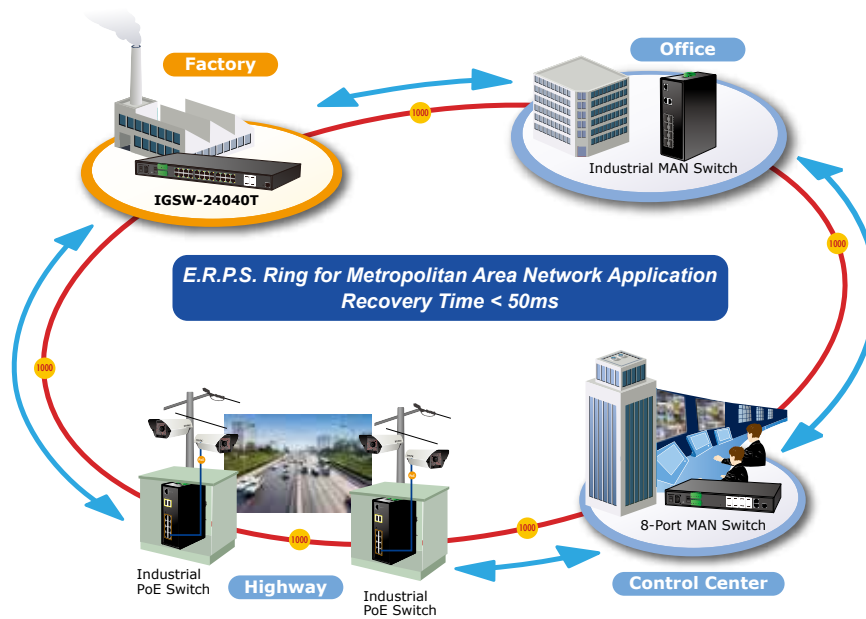 Factory
Office
1000
Industrial MAN Switch
IGSW-24040T
1000
E.R.P.S. Ring for Metropolitan Area Network Application
Recovery Time < 50ms
1000
8-Port MAN Switch
1000
1000
Industrial
PoE Switch
Highway
Industrial
PoE Switch
Control Center